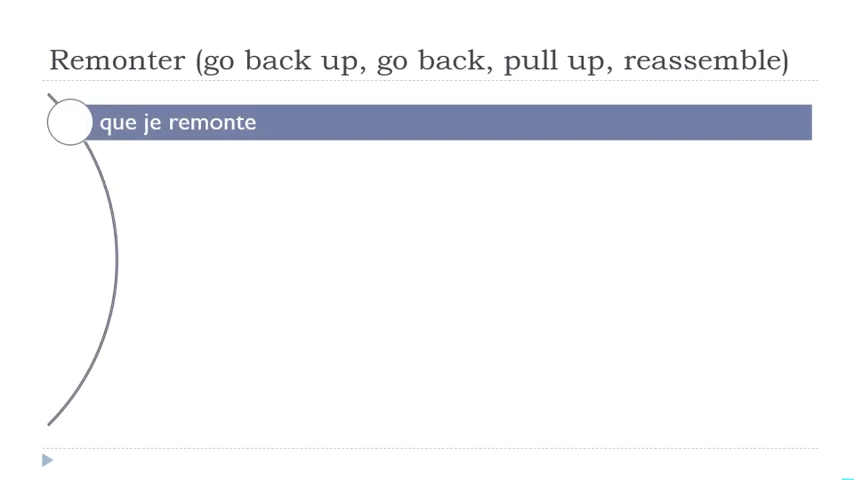 Remonter (go back up, go back, pull up, reassemble)
que je remonte